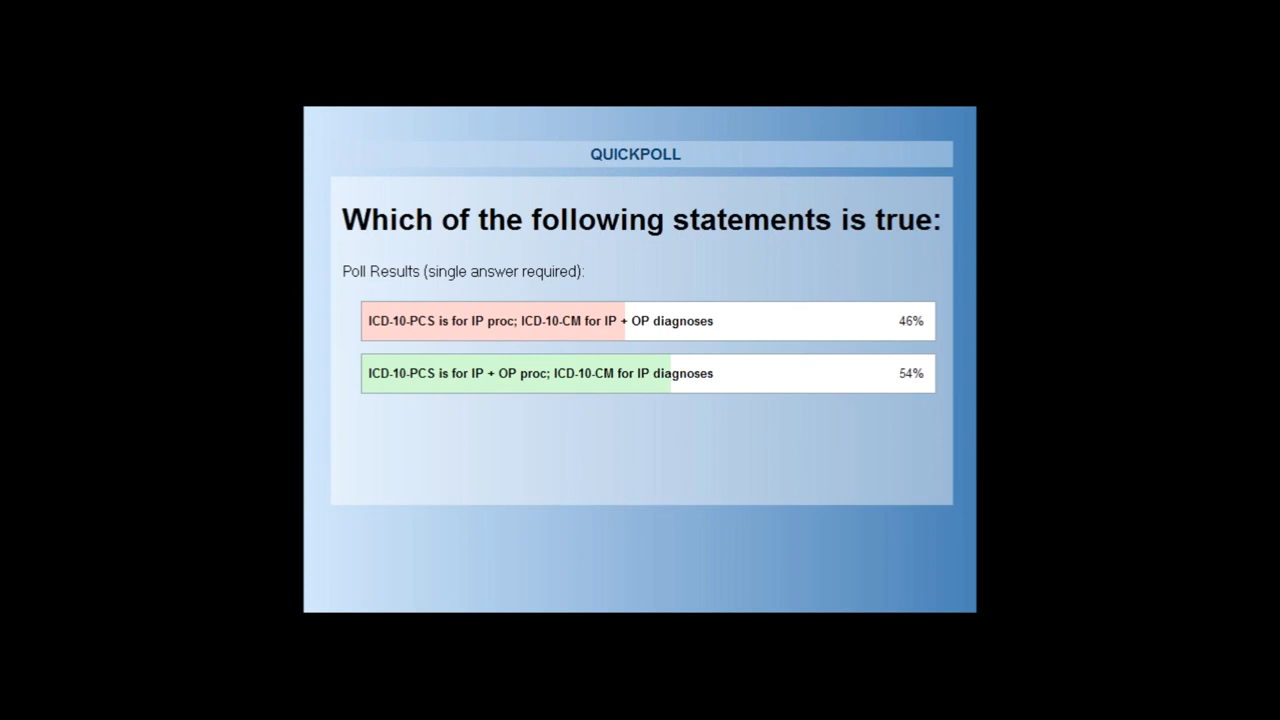 QUICKPOLL
Which of the following statements is true:
Poll Results (single answer required):
ICD-10-PCS is for IP proc; ICD-10-CM for IP + OP diagnoses 46%
ICD-10-PCS is for IP + OP proc; ICD-10-CM for IP diagnoses 54%